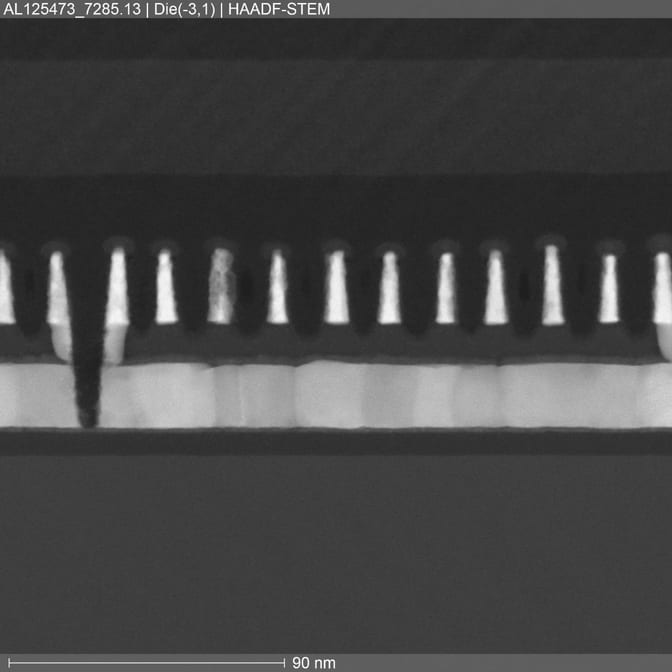 AL125473_7285.13 | Die(-3,1) | HAADF-STEM
90 nm